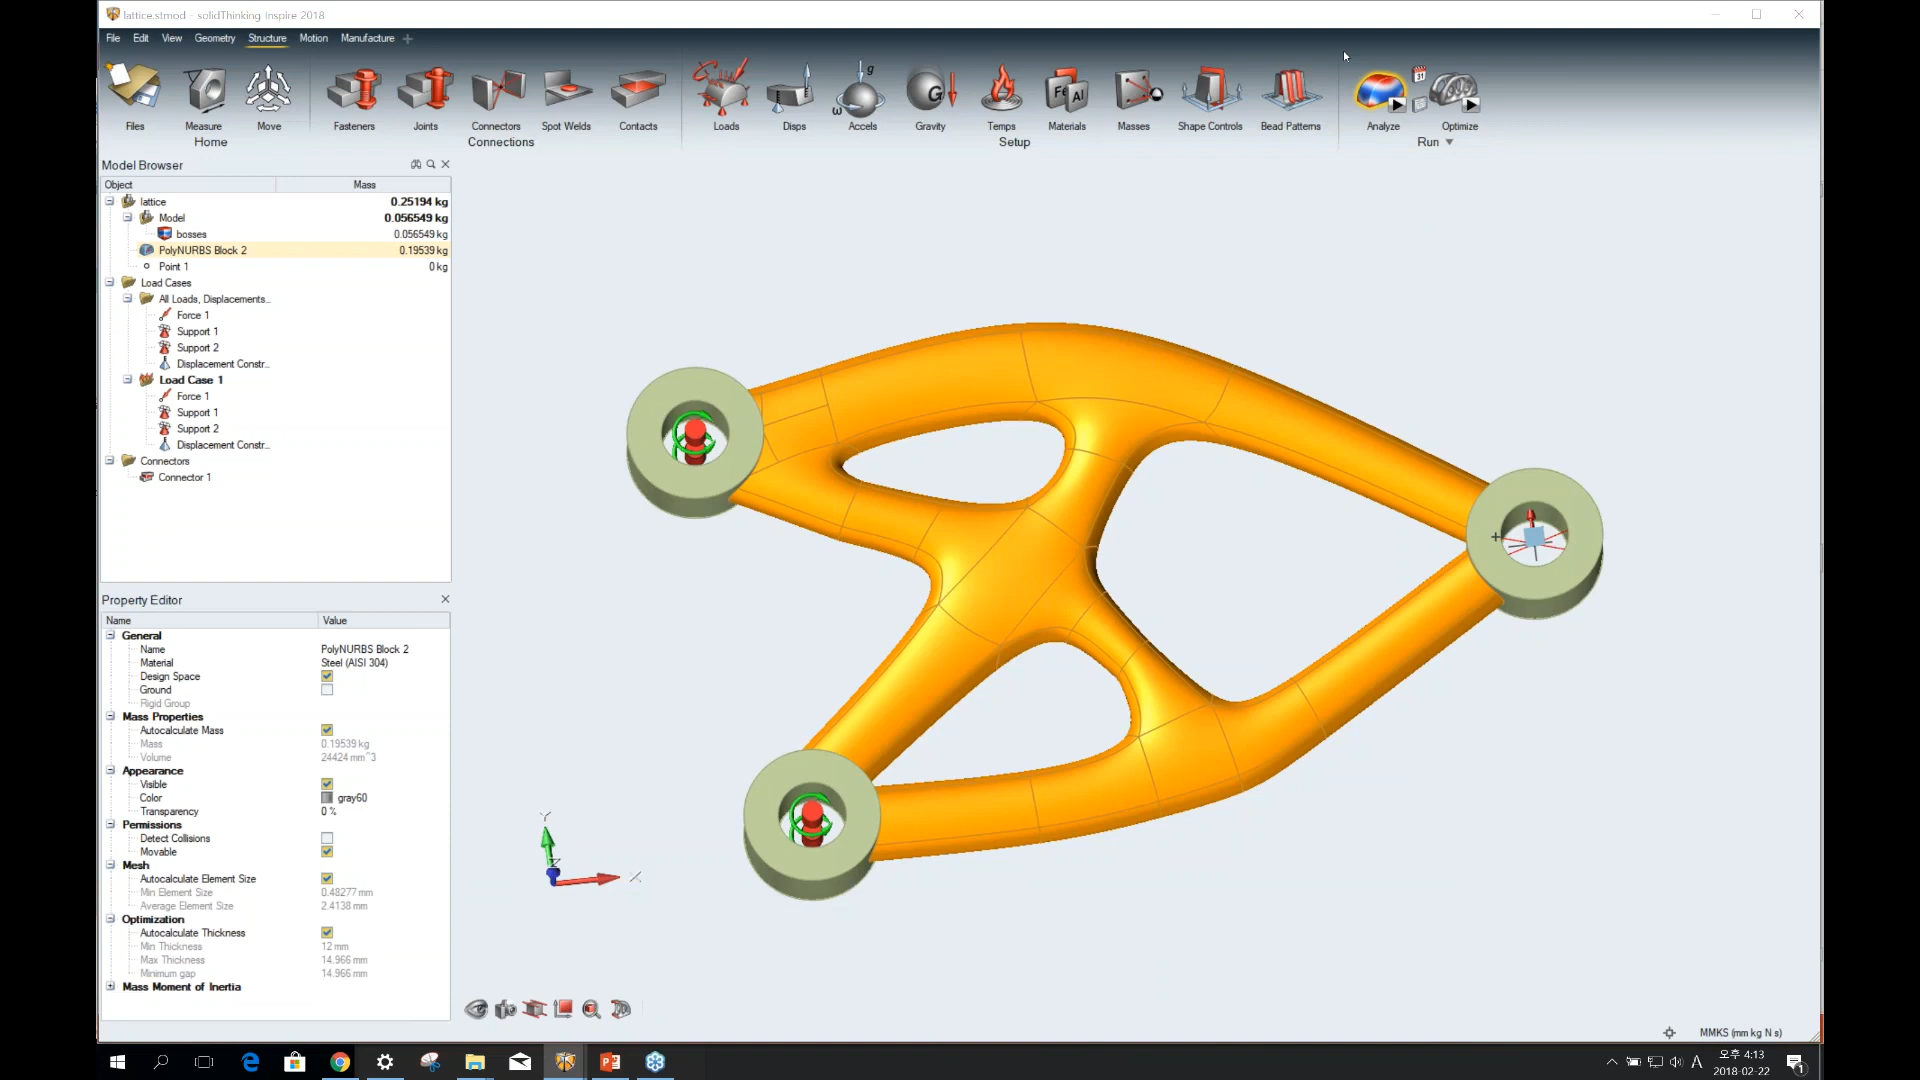 lattice.stmod - solidThinking Inspire 2018
File Edit View Geometry Structure Motion Manufacture
Files Measure Move Fasteners Joints Connectors Spot Welds Contacts Loads Disps Accels Gravity Temps Materials Masses Shape Controls Bead Patterns Analyze Optimize
Home Connections Setup Run
Model Browser
Object Mass
lattice 0.25194 kg
Model 0.056549 kg
bosses 0.056549 kg
PolyNURBS Block 2 0.19539 kg
Point 1 0 kg
Load Cases
All Loads, Displacements...
Force 1
Support 1
Support 2
Displacement Constr...
Load Case 1
Force 1
Support 1
Support 2
Displacement Constr...
Connectors
Connector 1
Property Editor
Name Value
General
Name PolyNURBS Block 2
Material Steel (AISI 304)
Design Space
Ground
Rigid Group
Mass Properties
Autocalculate Mass
Mass 0.19539 kg
Volume 24424 mm^3
Appearance
Visible
Color gray60
Transparency 0 %
Permissions
Detect Collisions
Movable
Mesh
Autocalculate Element Size
Min Element Size 0.48277 mm
Average Element Size 2.4138 mm
Optimization
Autocalculate Thickness
Min Thickness 12 mm
Max Thickness 14.966 mm
Minimum gap 14.966 mm
Mass Moment of Inertia
Y
Z
X
MMKS (mm kg N s)
A
오후 4:13
2018-02-22
1